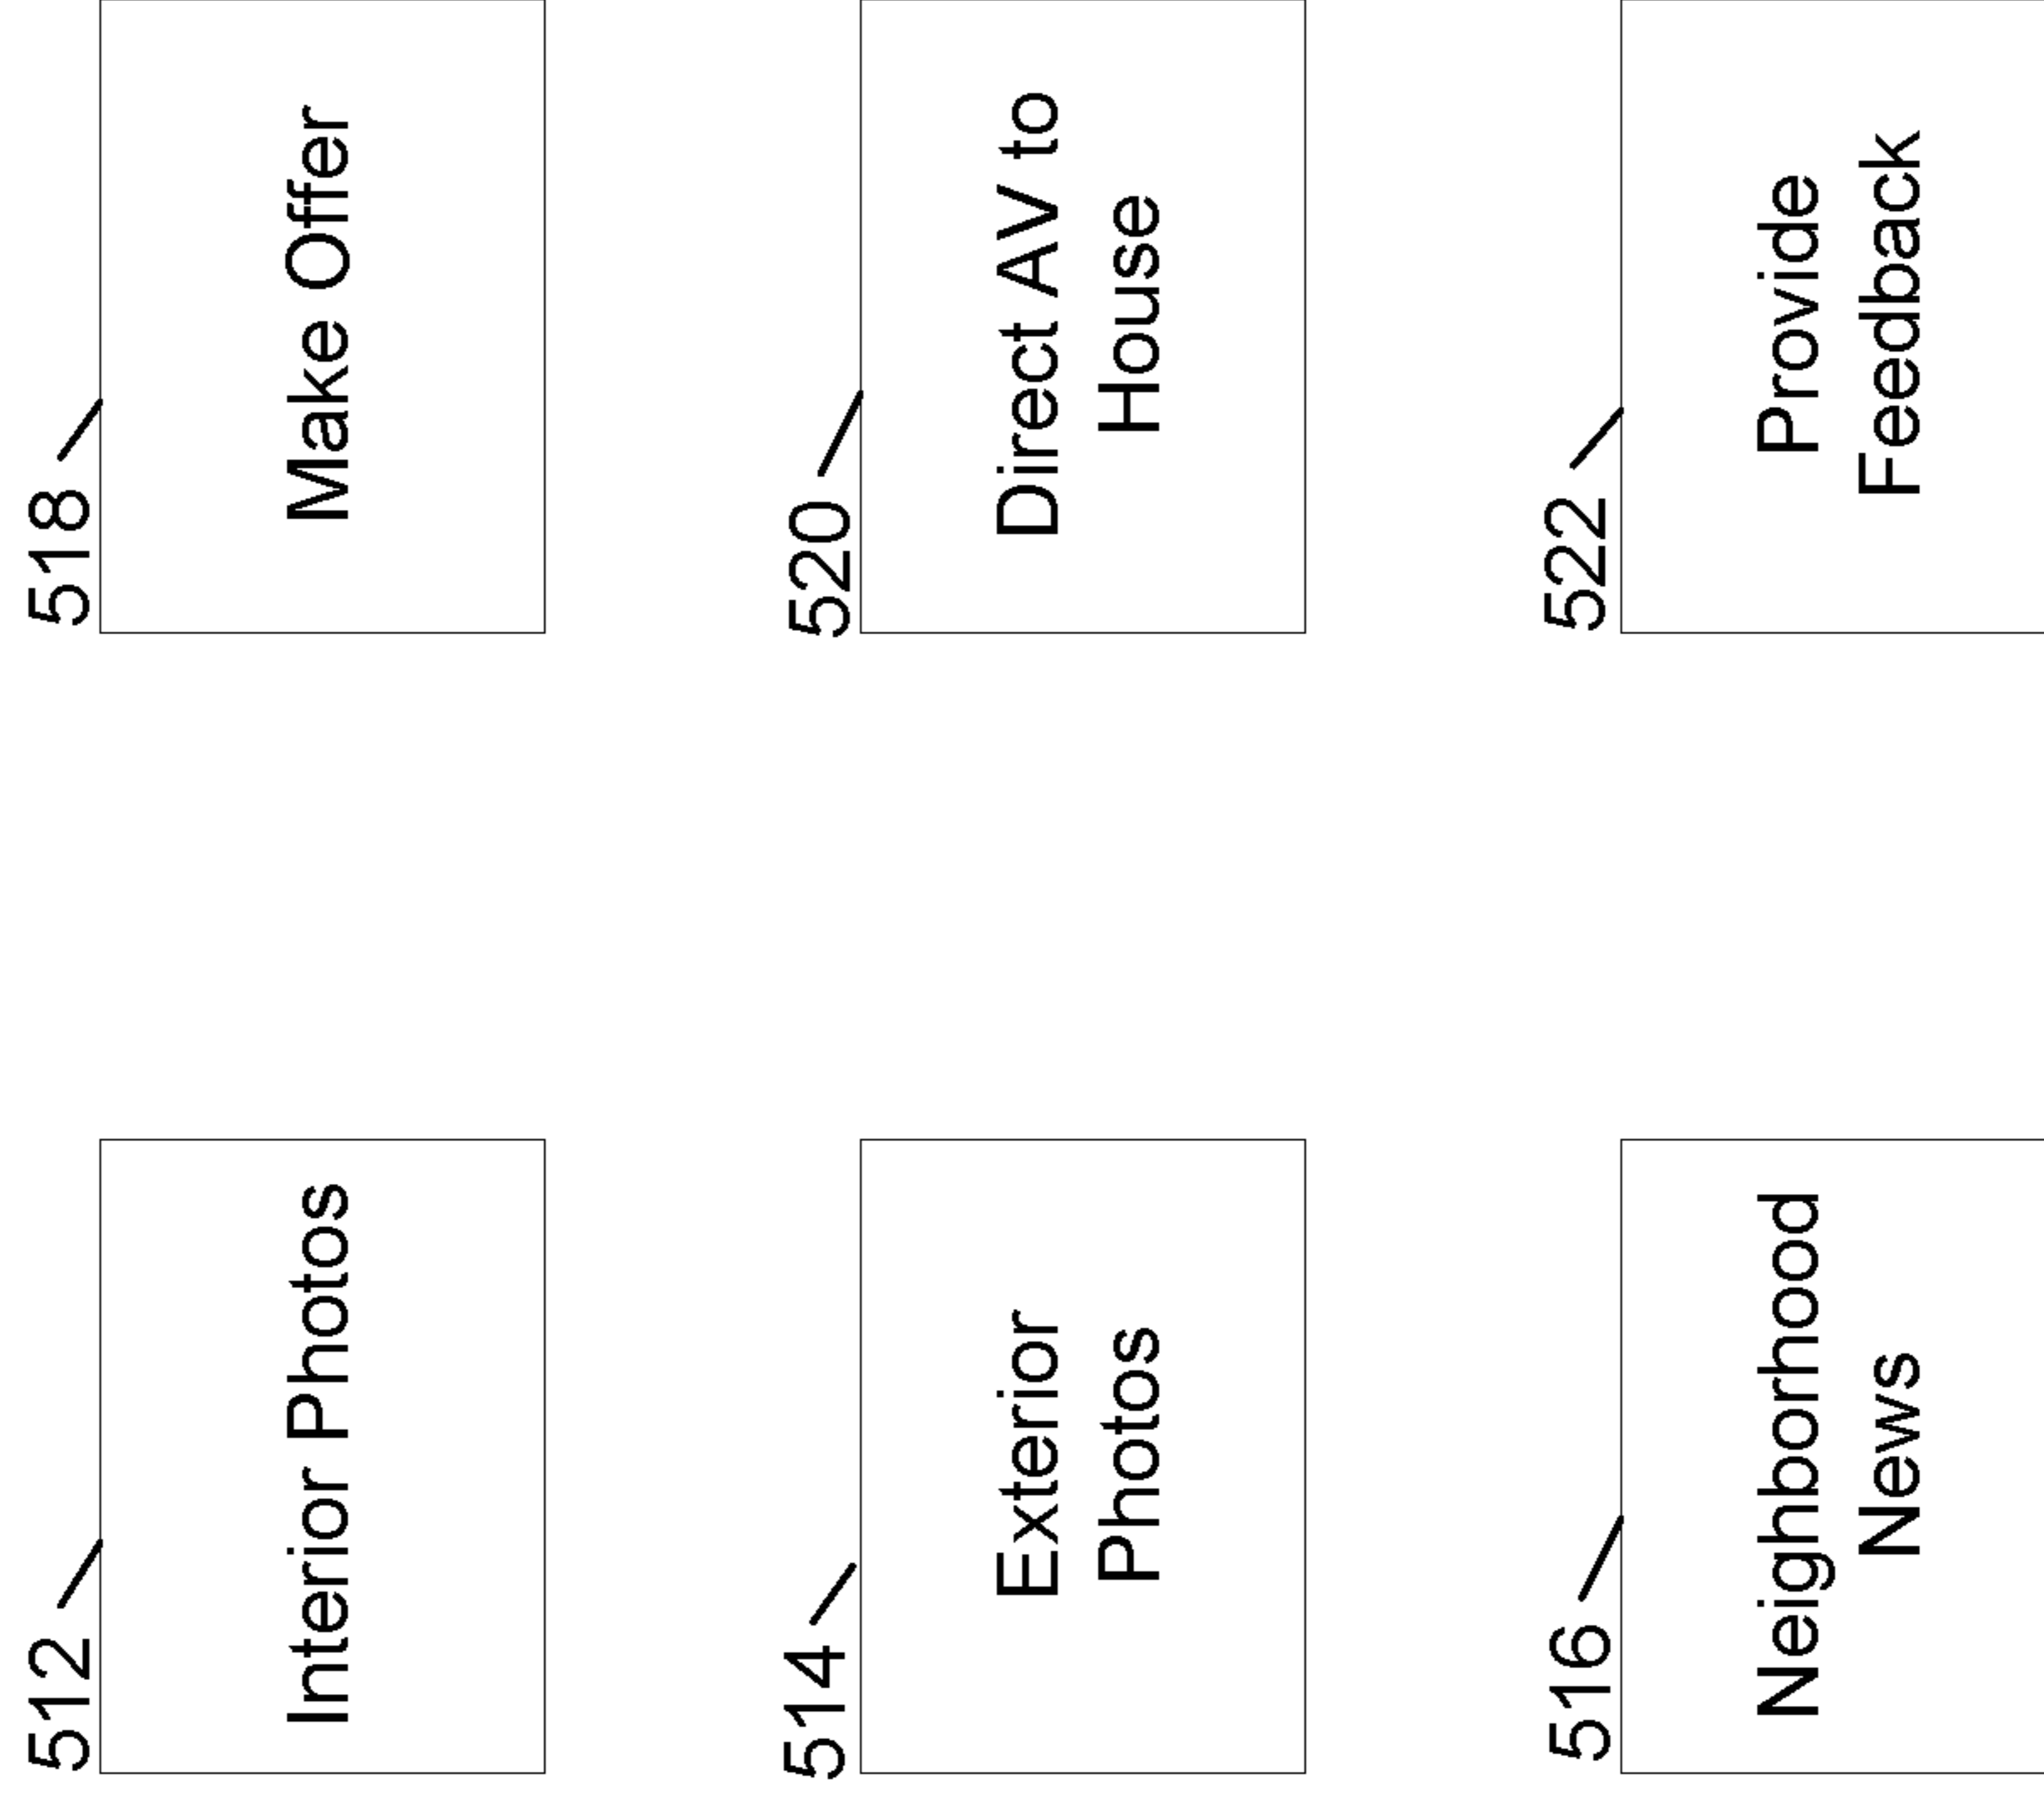 512
Interior Photos
518
Make Offer
514
Exterior
Photos
520
Direct AV to
House
516
Neighborhood
News
522
Provide
Feedback